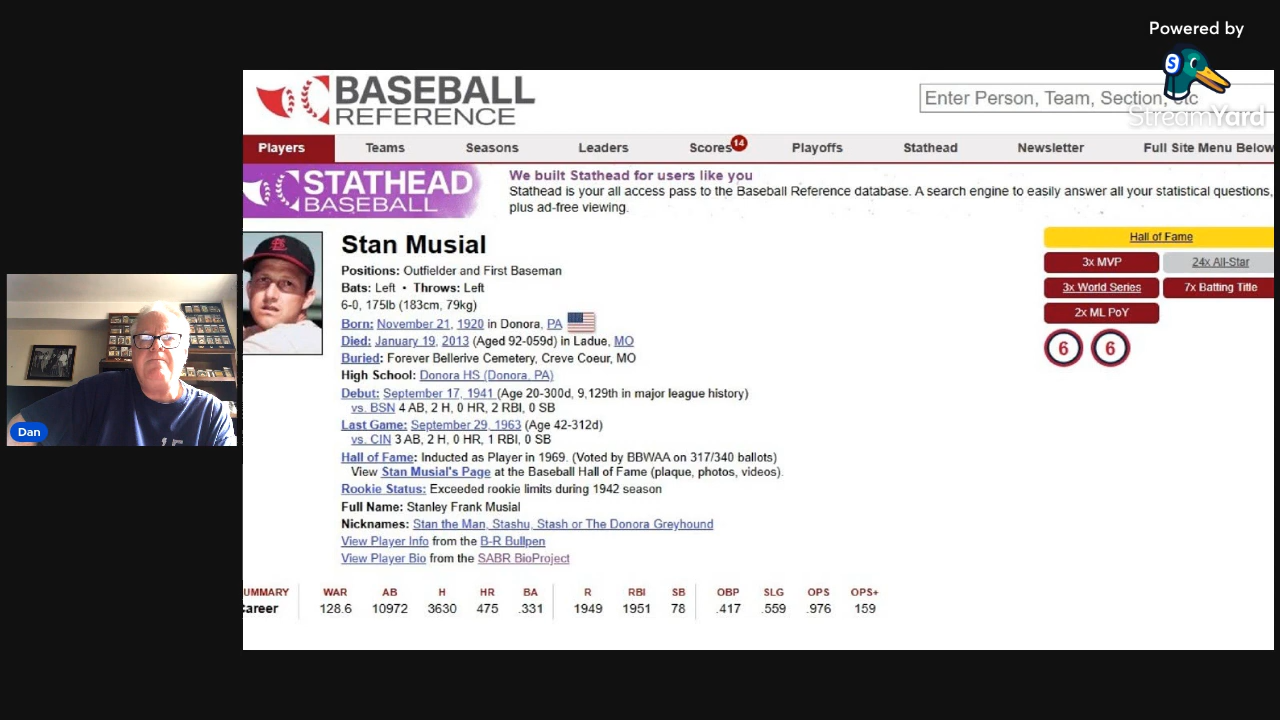 Powered by
S
StreamYard
BASEBALL
REFERENCE
Enter Person, Team, Section, etc
Players Teams Seasons Leaders Scores 14 Playoffs Stathead Newsletter Full Site Menu Below
STATHEAD
BASEBALL
We built Stathead for users like you
Stathead is your all access pass to the Baseball Reference database. A search engine to easily answer all your statistical questions,
plus ad-free viewing.
Stan Musial
Positions: Outfielder and First Baseman
Bats: Left • Throws: Left
6-0, 175lb (183cm, 79kg)
Born: November 21, 1920 in Donora, PA
Died: January 19, 2013 (Aged 92-059d) in Ladue, MO
Buried: Forever Bellerive Cemetery, Creve Coeur, MO
High School: Donora HS (Donora, PA)
Debut: September 17, 1941 (Age 20-300d, 9,129th in major league history)
vs. BSN 4 AB, 2 H, 0 HR, 2 RBI, 0 SB
Last Game: September 29, 1963 (Age 42-312d)
vs. CIN 3 AB, 2 H, 0 HR, 1 RBI, 0 SB
Hall of Fame: Inducted as Player in 1969. (Voted by BBWAA on 317/340 ballots)
View Stan Musial's Page at the Baseball Hall of Fame (plaque, photos, videos).
Rookie Status: Exceeded rookie limits during 1942 season
Full Name: Stanley Frank Musial
Nicknames: Stan the Man, Stashu, Stash or The Donora Greyhound
View Player Info from the B-R Bullpen
View Player Bio from the SABR BioProject
Hall of Fame
3x MVP 24x All-Star
3x World Series 7x Batting Title
2x ML PoY
6 6
UMMARY WAR AB H HR BA R RBI SB OBP SLG OPS OPS+
Career 128.6 10972 3630 475 .331 1949 1951 78 .417 .559 .976 159
Dan